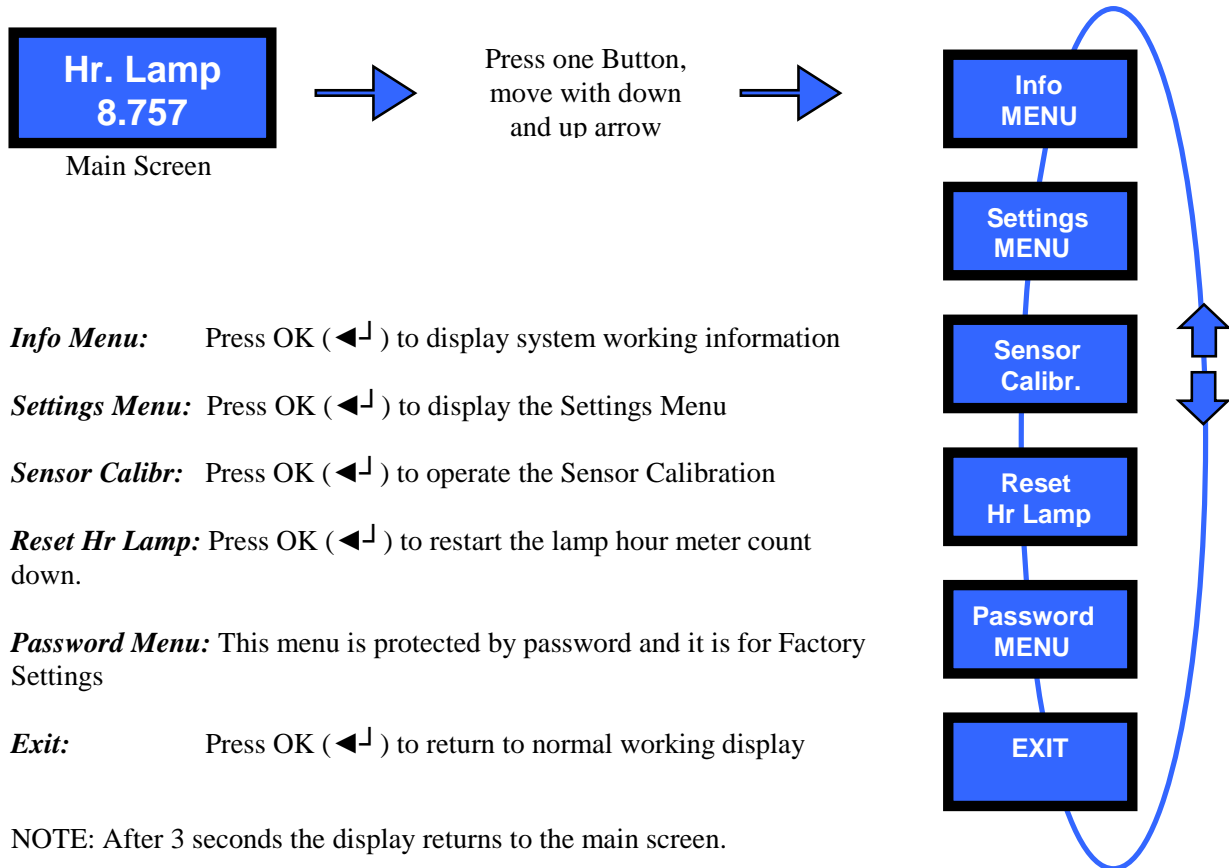 Hr. Lamp
8.757
Main Screen
Press one Button,
move with down
and up arrow
Info
MENU
Settings
MENU
Sensor
Calibr.
Reset
Hr Lamp
Password
MENU
EXIT
Info Menu: Press OK (◄┘) to display system working information
Settings Menu: Press OK (◄┘) to display the Settings Menu
Sensor Calibr: Press OK (◄┘) to operate the Sensor Calibration
Reset Hr Lamp: Press OK (◄┘) to restart the lamp hour meter count
down.
Password Menu: This menu is protected by password and it is for Factory
Settings
Exit: Press OK (◄┘) to return to normal working display
NOTE: After 3 seconds the display returns to the main screen.